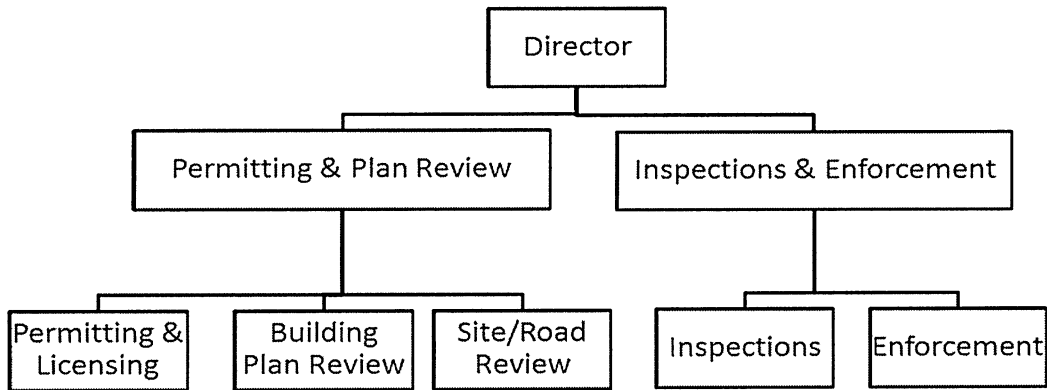 Director
Permitting & Plan Review
Inspections & Enforcement
Permitting &
Licensing
Building
Plan Review
Site/Road
Review
Inspections
Enforcement